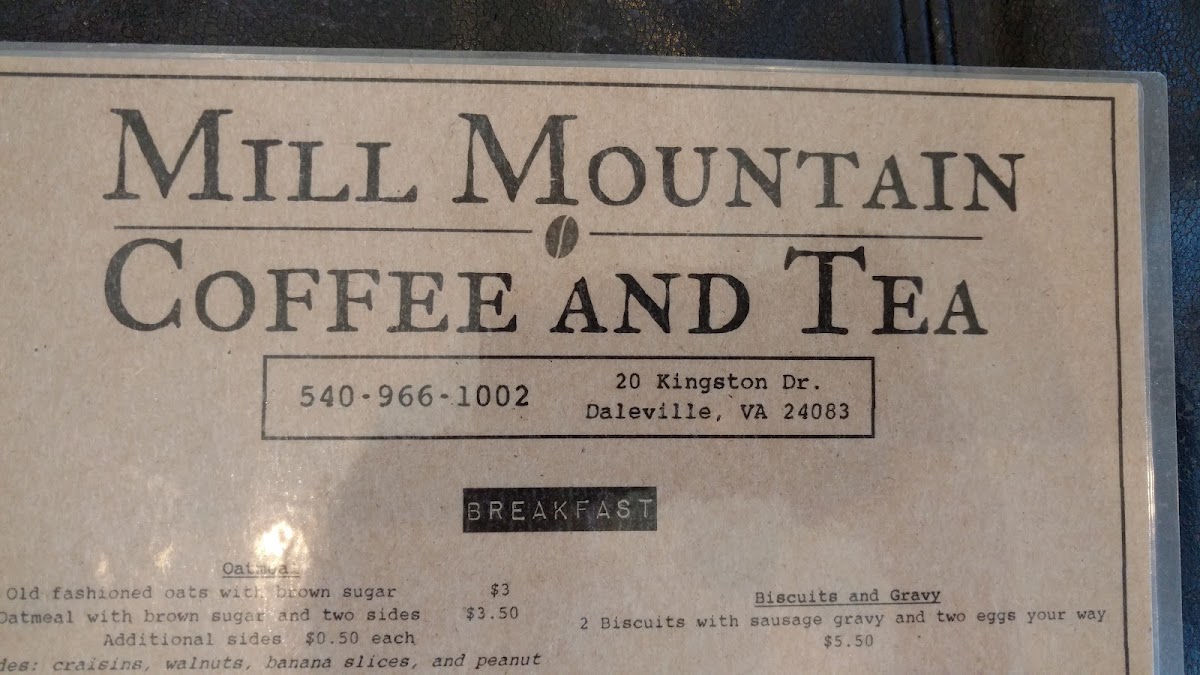 MILL MOUNTAIN
COFFEE AND TEA
540-966-1002
20 Kingston Dr.
Daleville, VA 24083
BREAKFAST
Oatmeal
Old fashioned oats with brown sugar $3
Oatmeal with brown sugar and two sides $3.50
Additional sides $0.50 each
craisins, walnuts, banana slices, and peanut
Biscuits and Gravy
2 Biscuits with sausage gravy and two eggs your way
$5.50